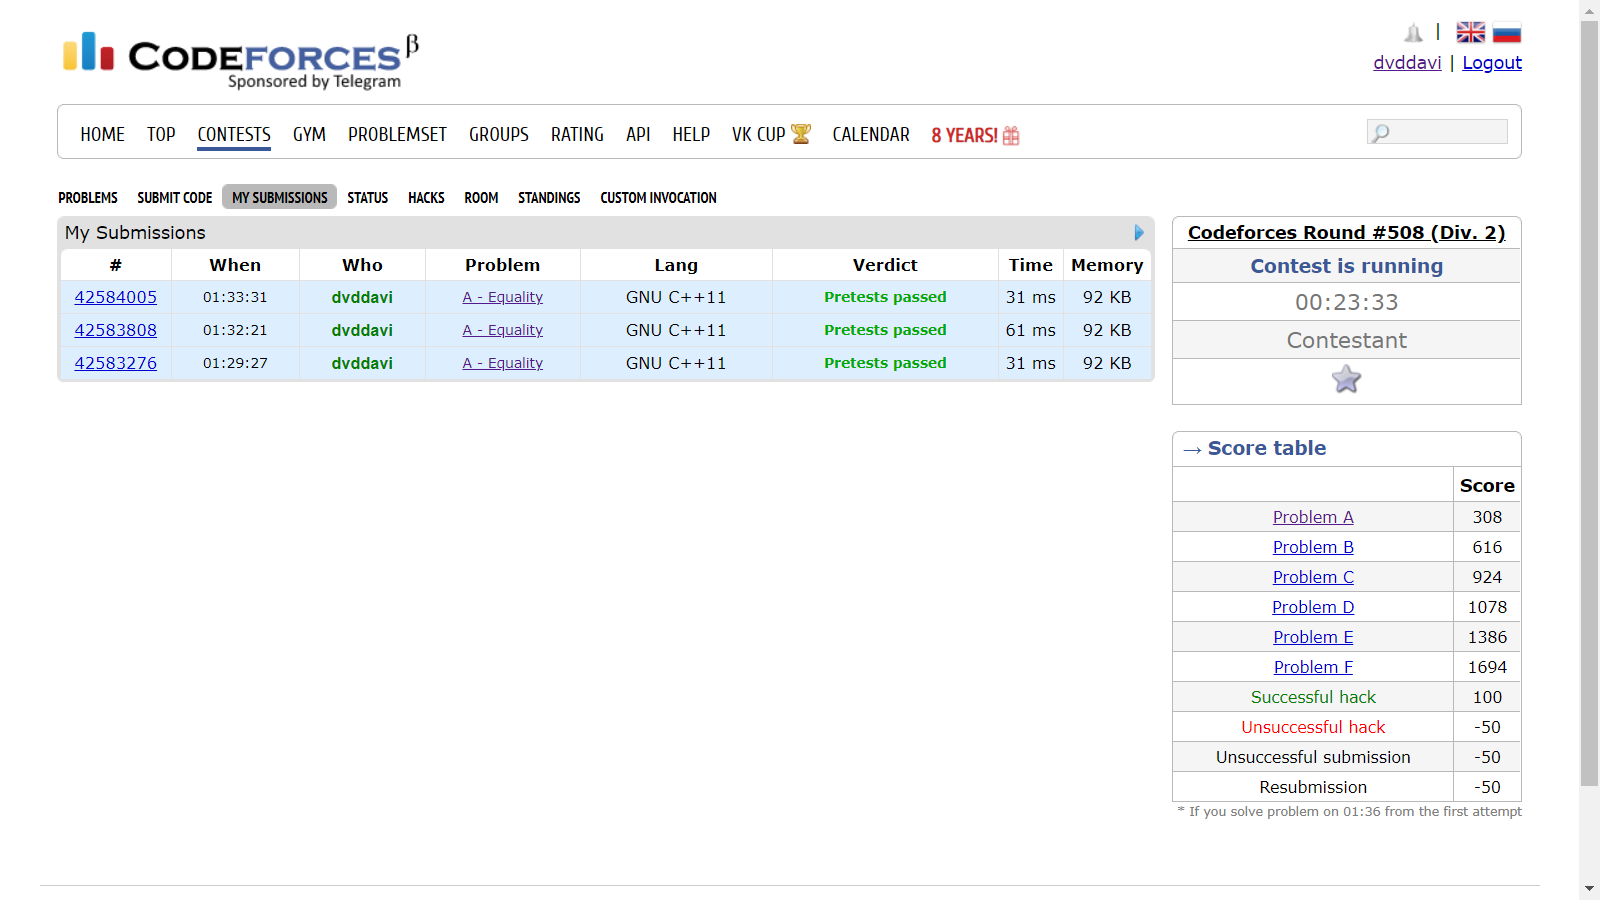 CODEFORCES β
Sponsored by Telegram
|
dvddavi | Logout
HOME TOP CONTESTS GYM PROBLEMSET GROUPS RATING API HELP VK CUP CALENDAR 8 YEARS!
PROBLEMS SUBMIT CODE MY SUBMISSIONS STATUS HACKS ROOM STANDINGS CUSTOM INVOCATION
My Submissions
# When Who Problem Lang Verdict Time Memory
42584005 01:33:31 dvddavi A - Equality GNU C++11 Pretests passed 31 ms 92 KB
42583808 01:32:21 dvddavi A - Equality GNU C++11 Pretests passed 61 ms 92 KB
42583276 01:29:27 dvddavi A - Equality GNU C++11 Pretests passed 31 ms 92 KB
Codeforces Round #508 (Div. 2)
Contest is running
00:23:33
Contestant
→ Score table
Score
Problem A 308
Problem B 616
Problem C 924
Problem D 1078
Problem E 1386
Problem F 1694
Successful hack 100
Unsuccessful hack -50
Unsuccessful submission -50
Resubmission -50
* If you solve problem on 01:36 from the first attempt